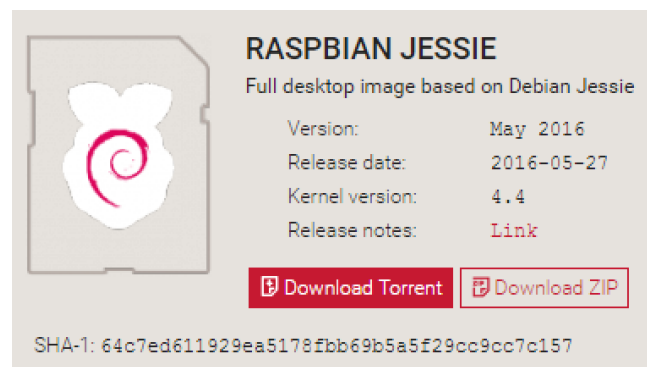 RASPBIAN JESSIE
Full desktop image based on Debian Jessie
Version: May 2016
Release date: 2016-05-27
Kernel version: 4.4
Release notes: Link
Download Torrent Download ZIP
SHA-1: 64c7ed611929ea5178fbb69b5a5f29cc9cc7c157